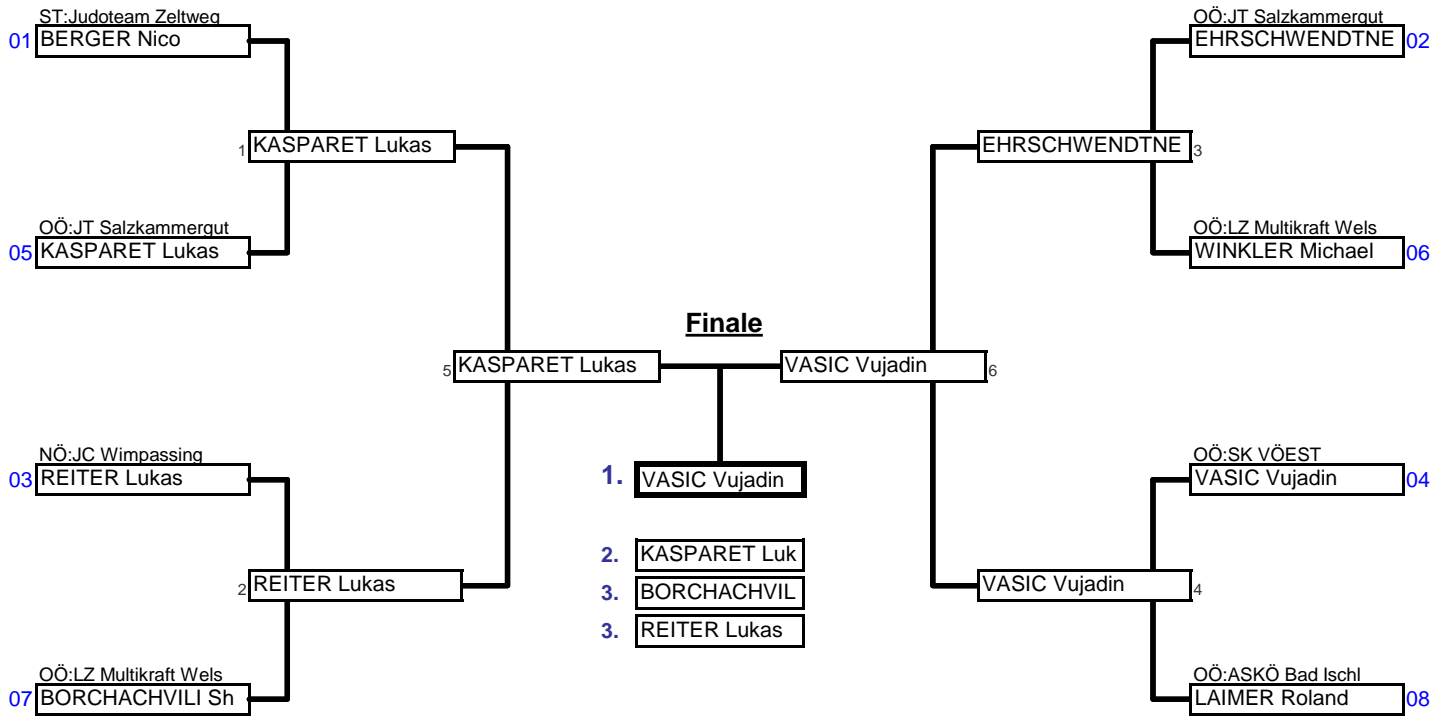 ST:Judoteam Zeltweg
01 BERGER Nico
1 KASPARET Lukas
OÖ:JT Salzkammergut
05 KASPARET Lukas
5 KASPARET Lukas
NÖ:JC Wimpassing
03 REITER Lukas
2 REITER Lukas
OÖ:LZ Multikraft Wels
07 BORCHACHVILI Sh
Finale
1. VASIC Vujadin
2. KASPARET Luk
3. BORCHACHVIL
3. REITER Lukas
OÖ:JT Salzkammergut
EHRSCHWENDTNE 02
EHRSCHWENDTNE 3
OÖ:LZ Multikraft Wels
WINKLER Michael 06
VASIC Vujadin 6
OÖ:SK VÖEST
VASIC Vujadin 04
VASIC Vujadin 4
OÖ:ASKÖ Bad Ischl
LAIMER Roland 08